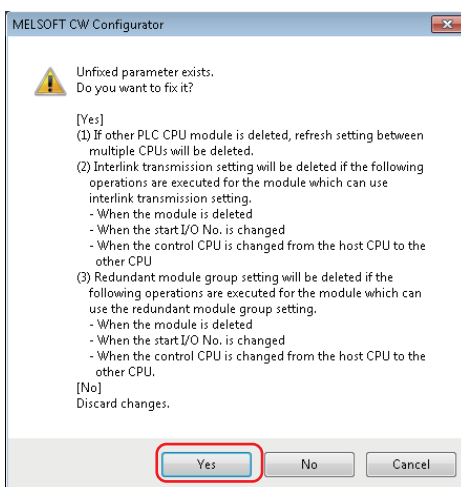 MELSOFT CW Configurator
Unfixed parameter exists.
Do you want to fix it?
[Yes]
(1) If other PLC CPU module is deleted, refresh setting between
multiple CPUs will be deleted.
(2) Interlink transmission setting will be deleted if the following
operations are executed for the module which can use
interlink transmission setting.
- When the module is deleted
- When the start I/O No. is changed
- When the control CPU is changed from the host CPU to the
other CPU
(3) Redundant module group setting will be deleted if the
following operations are executed for the module which can
use the redundant module group setting.
- When the module is deleted
- When the start I/O No. is changed
- When the control CPU is changed from the host CPU to the
other CPU.
[No]
Discard changes.
Yes No Cancel